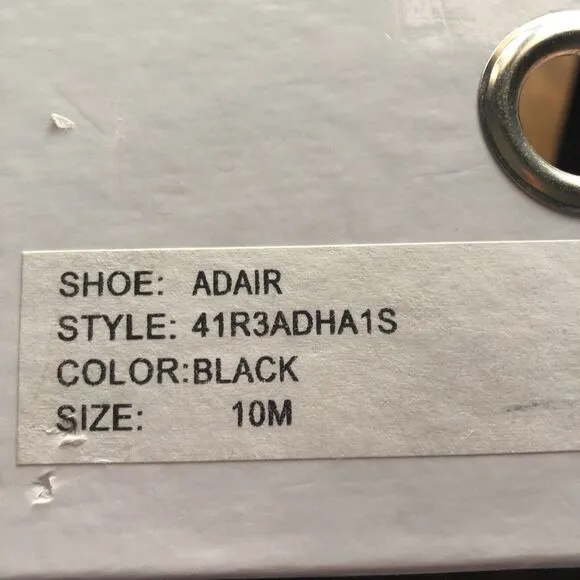 SHOE: ADAIR
STYLE: 41R3ADHA1S
COLOR:BLACK
SIZE: 10M